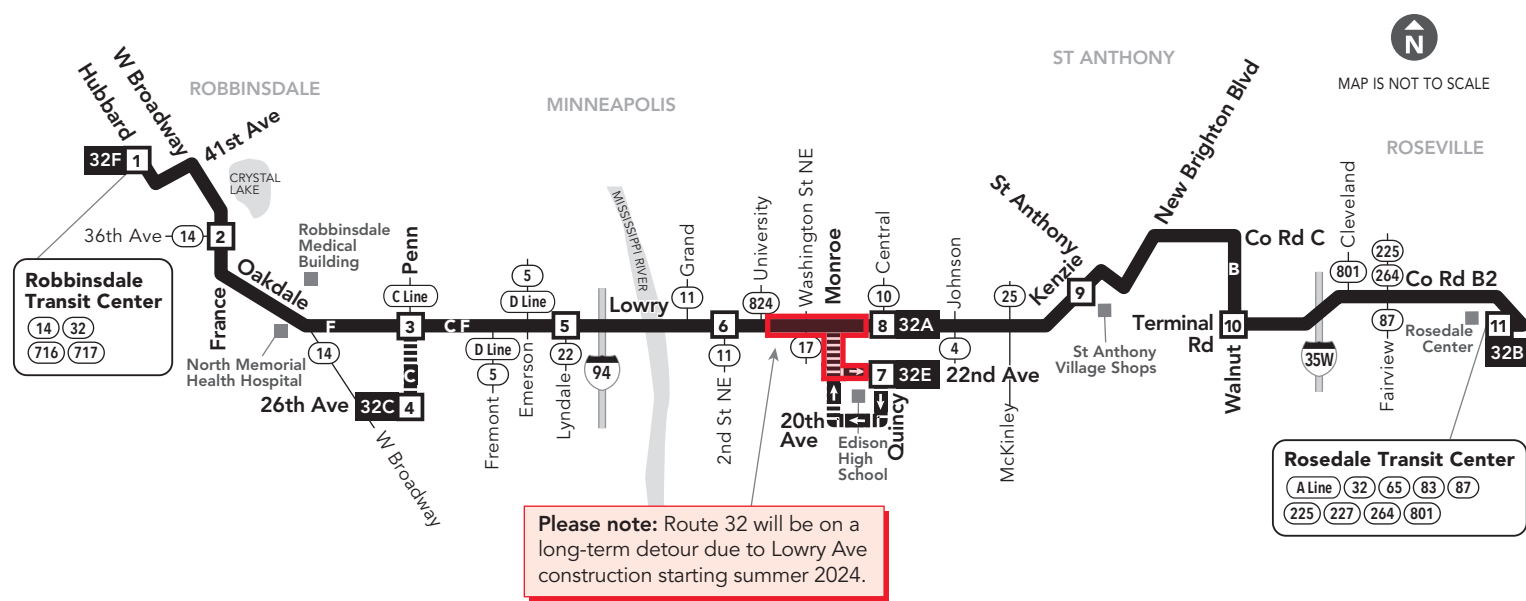 N
MAP IS NOT TO SCALE
ROBBINSDALE
MINNEAPOLIS
ST ANTHONY
ROSEVILLE
Hubbard
W Broadway
41st Ave
32F 1
CRYSTAL
LAKE
36th Ave 14 2
Robbinsdale
Transit Center
14 32
716 717
France
Oakdale
Robbinsdale
Medical
Building
North Memorial
Health Hospital
F
14
W Broadway
Penn
C Line
3
C
26th Ave 32C 4
C F
D Line
5
Fremont
5
D Line
Emerson
5
22
Lyndale
94
Lowry
MISSISSIPPI RIVER
Grand
11
6
11
2nd St NE
University
824
Washington St NE
17
Monroe
Central
10
8 32A
7 32E 22nd Ave
20th
Ave
Quincy
Edison
High
School
Johnson
4
25
McKinley
Kenzie
St Anthony
9
St Anthony
Village Shops
New Brighton Blvd
Co Rd C
B
Terminal
Rd
10
Walnut
35W
Cleveland
801
225
264
Co Rd B2
87
Fairview
Rosedale
Center
11
32B
Rosedale Transit Center
A Line 32 65 83 87
225 227 264 801
Please note: Route 32 will be on a
long-term detour due to Lowry Ave
construction starting summer 2024.